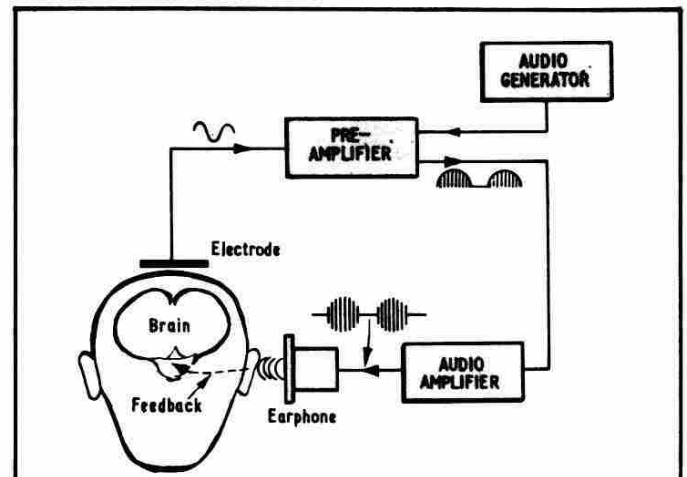 AUDIO
GENERATOR
PRE-
AMPLIFIER
Electrode
Brain
Feedback
Earphone
AUDIO
AMPLIFIER